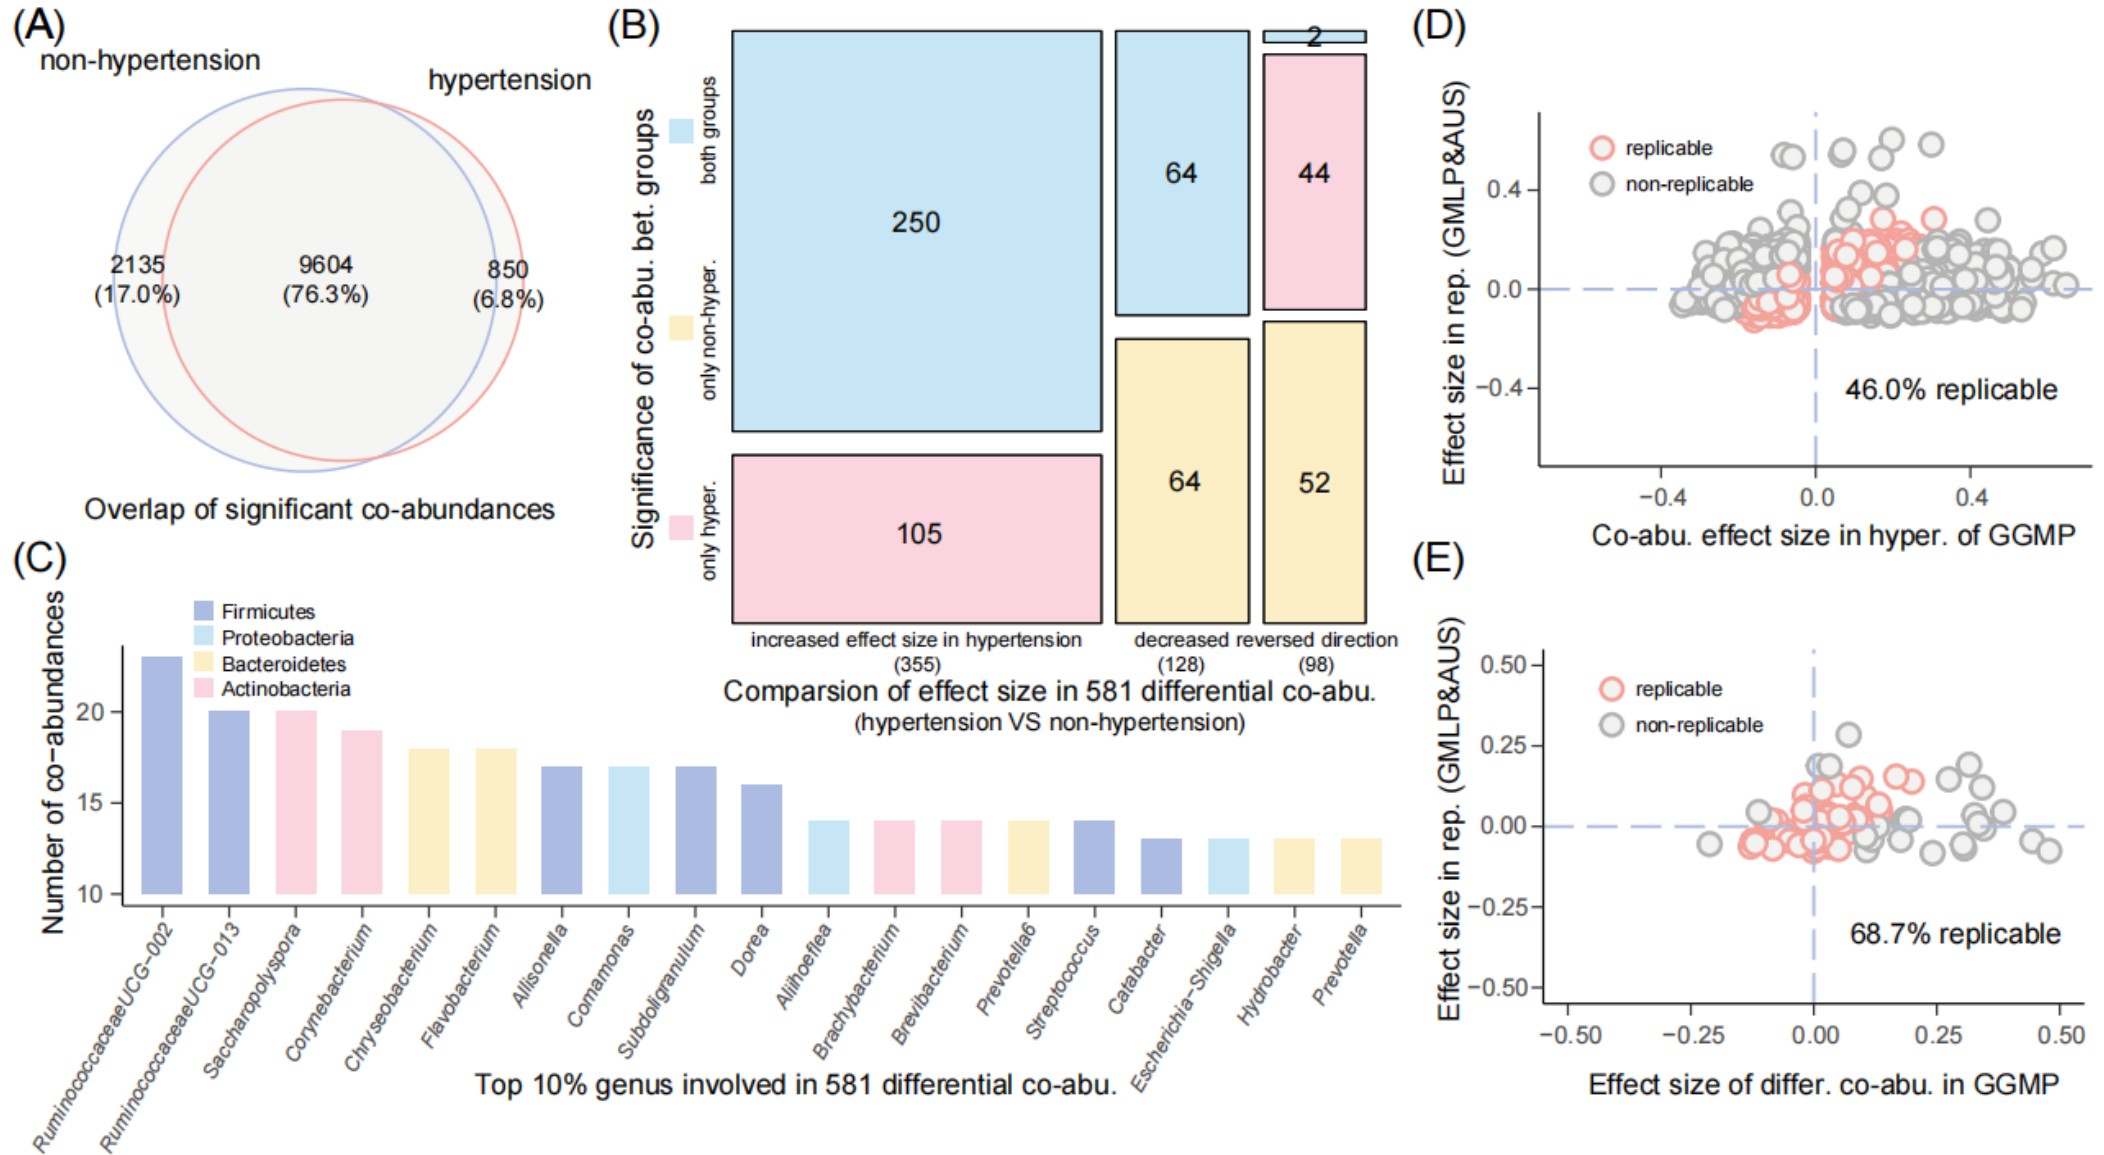 (A)
non-hypertension
hypertension
2135
(17.0%)
9604
(76.3%)
850
(6.8%)
Overlap of significant co-abundances
(B)
Significance of co-abu. bet. groups
both groups
only non-hyper.
only hyper.
250
105
64
64
2
44
52
increased effect size in hypertension
(355)
decreased
(128)
reversed direction
(98)
Comparsion of effect size in 581 differential co-abu.
(hypertension VS non-hypertension)
(C)
Number of co-abundances
Firmicutes
Proteobacteria
Bacteroidetes
Actinobacteria
20
15
10
RuminococcaceaeUCG−002
RuminococcaceaeUCG−013
Saccharopolyspora
Corynebacterium
Chryseobacterium
Flavobacterium
Allisonella
Comamonas
Subdoligranulum
Dorea
Aliihoeflea
Brachybacterium
Brevibacterium
Prevotella6
Streptococcus
Catabacter
Escherichia−Shigella
Hydrobacter
Prevotella
Top 10% genus involved in 581 differential co-abu.
(D)
Effect size in rep. (GMLP&AUS)
replicable
non-replicable
0.4
0.0
−0.4
46.0% replicable
−0.4
0.0
0.4
Co-abu. effect size in hyper. of GGMP
(E)
Effect size in rep. (GMLP&AUS)
replicable
non-replicable
0.50
0.25
0.00
−0.25
−0.50
68.7% replicable
−0.50
−0.25
0.00
0.25
0.50
Effect size of differ. co-abu. in GGMP